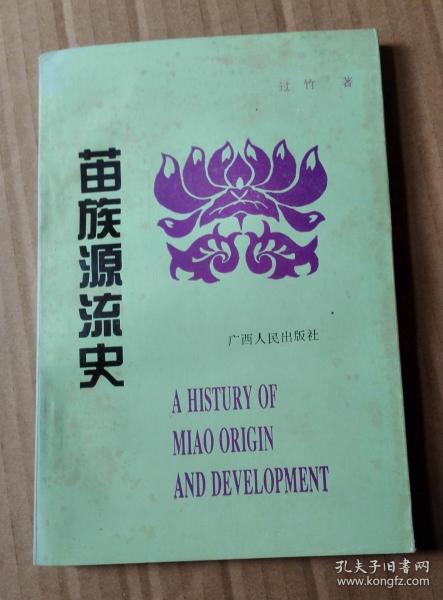 过竹 著
苗族源流史
广西人民出版社
A HISTURY OF
MIAO ORIGIN
AND DEVELOPMENT
孔夫子旧书网
www.kongfz.com